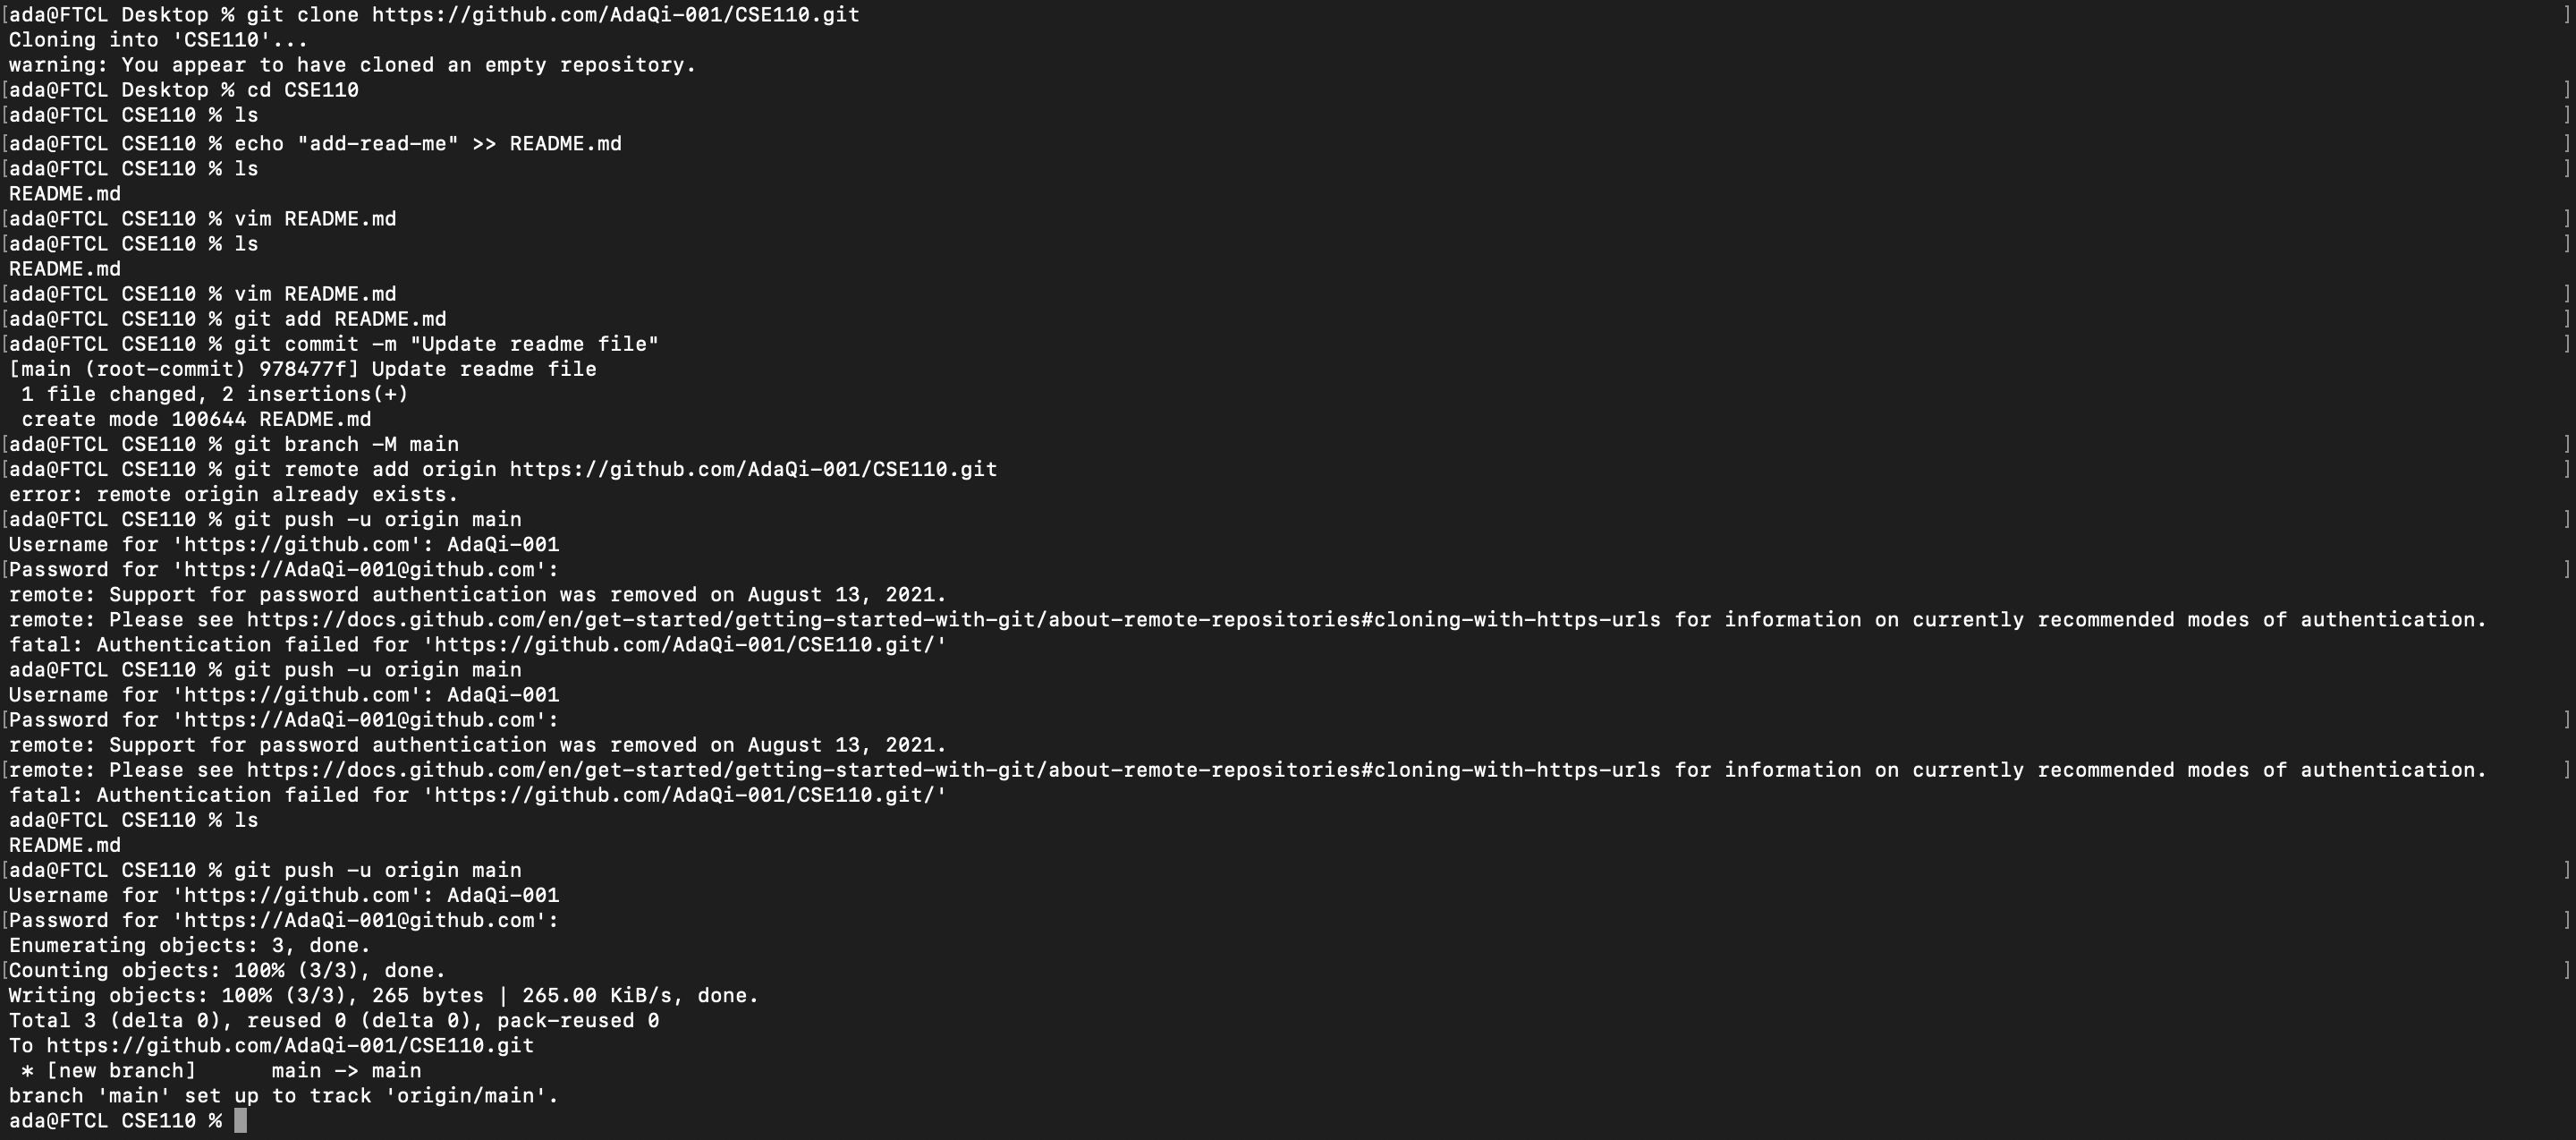 [ada@FTCL Desktop % git clone https://github.com/AdaQi-001/CSE110.git ]
Cloning into 'CSE110'...
warning: You appear to have cloned an empty repository.
[ada@FTCL Desktop % cd CSE110 ]
[ada@FTCL CSE110 % ls ]
[ada@FTCL CSE110 % echo "add-read-me" >> README.md ]
[ada@FTCL CSE110 % ls ]
README.md
[ada@FTCL CSE110 % vim README.md ]
[ada@FTCL CSE110 % ls ]
README.md
[ada@FTCL CSE110 % vim README.md ]
[ada@FTCL CSE110 % git add README.md ]
[ada@FTCL CSE110 % git commit -m "Update readme file" ]
[main (root-commit) 978477f] Update readme file
 1 file changed, 2 insertions(+)
 create mode 100644 README.md
[ada@FTCL CSE110 % git branch -M main ]
[ada@FTCL CSE110 % git remote add origin https://github.com/AdaQi-001/CSE110.git ]
error: remote origin already exists.
[ada@FTCL CSE110 % git push -u origin main ]
Username for 'https://github.com': AdaQi-001
[Password for 'https://AdaQi-001@github.com': ]
remote: Support for password authentication was removed on August 13, 2021.
remote: Please see https://docs.github.com/en/get-started/getting-started-with-git/about-remote-repositories#cloning-with-https-urls for information on currently recommended modes of authentication.
fatal: Authentication failed for 'https://github.com/AdaQi-001/CSE110.git/'
ada@FTCL CSE110 % git push -u origin main
Username for 'https://github.com': AdaQi-001
[Password for 'https://AdaQi-001@github.com': ]
remote: Support for password authentication was removed on August 13, 2021.
[remote: Please see https://docs.github.com/en/get-started/getting-started-with-git/about-remote-repositories#cloning-with-https-urls for information on currently recommended modes of authentication. ]
fatal: Authentication failed for 'https://github.com/AdaQi-001/CSE110.git/'
ada@FTCL CSE110 % ls
README.md
[ada@FTCL CSE110 % git push -u origin main ]
Username for 'https://github.com': AdaQi-001
[Password for 'https://AdaQi-001@github.com': ]
Enumerating objects: 3, done.
[Counting objects: 100% (3/3), done. ]
Writing objects: 100% (3/3), 265 bytes | 265.00 KiB/s, done.
Total 3 (delta 0), reused 0 (delta 0), pack-reused 0
To https://github.com/AdaQi-001/CSE110.git
 * [new branch]      main -> main
branch 'main' set up to track 'origin/main'.
ada@FTCL CSE110 %